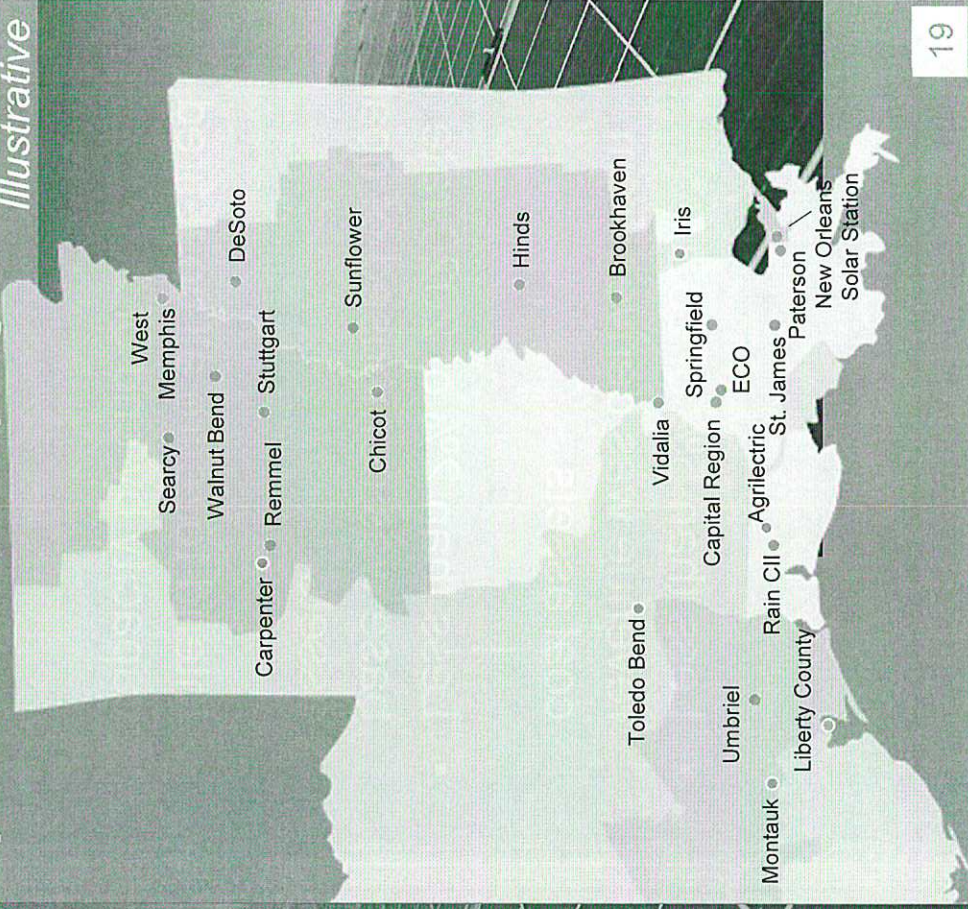 Illustrative
West
Memphis
Searcy
Walnut Bend
DeSoto
Stuttgart
Carpenter
Remmel
Sunflower
Chicot
Hinds
Brookhaven
Toledo Bend
Vidalia
Iris
Springfield
Capital Region
ECO
Umbriel
Agrilectric
Montauk
Rain CII
St. James
Paterson
New Orleans
Solar Station
Liberty County
19